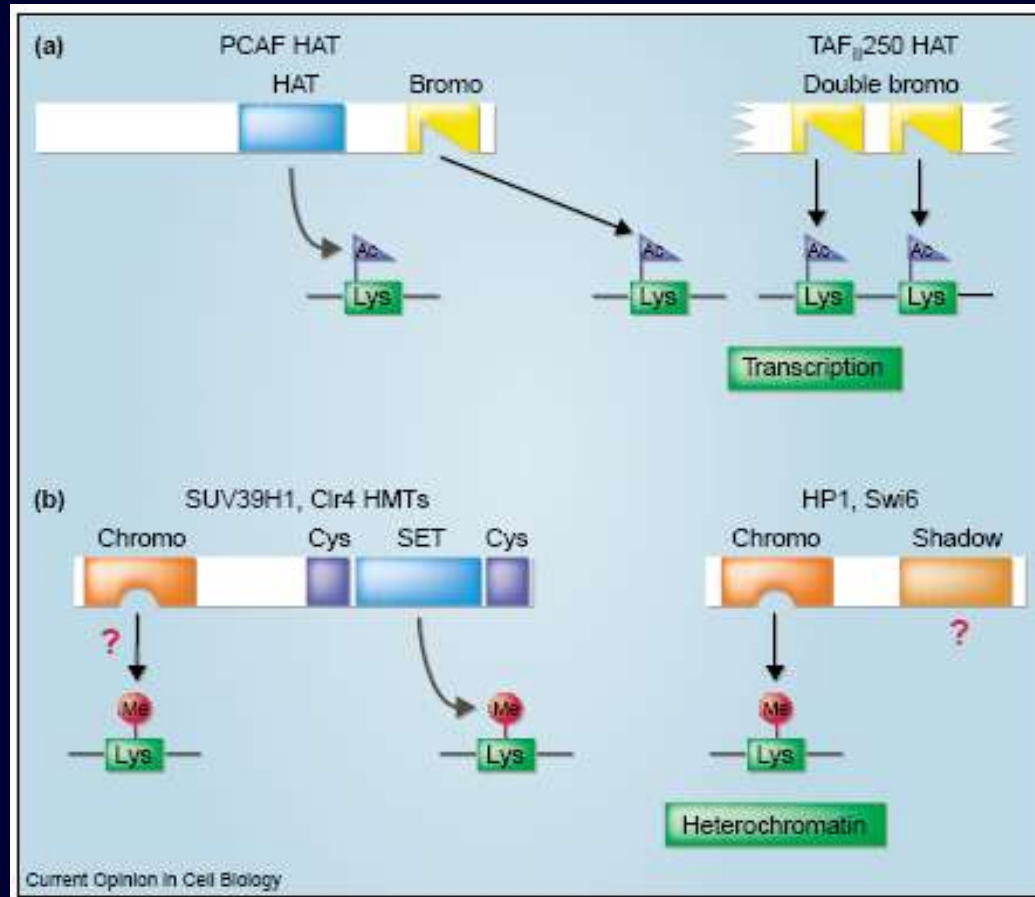 (a) PCAF HAT TAF_II250 HAT
HAT Bromo Double bromo
Ac Ac Ac Ac
Lys Lys Lys Lys
Transcription
(b) SUV39H1, Clr4 HMTs HP1, Swi6
Chromo Cys SET Cys Chromo Shadow
? ?
Me Me Me
Lys Lys Lys
Heterochromatin
Current Opinion in Cell Biology